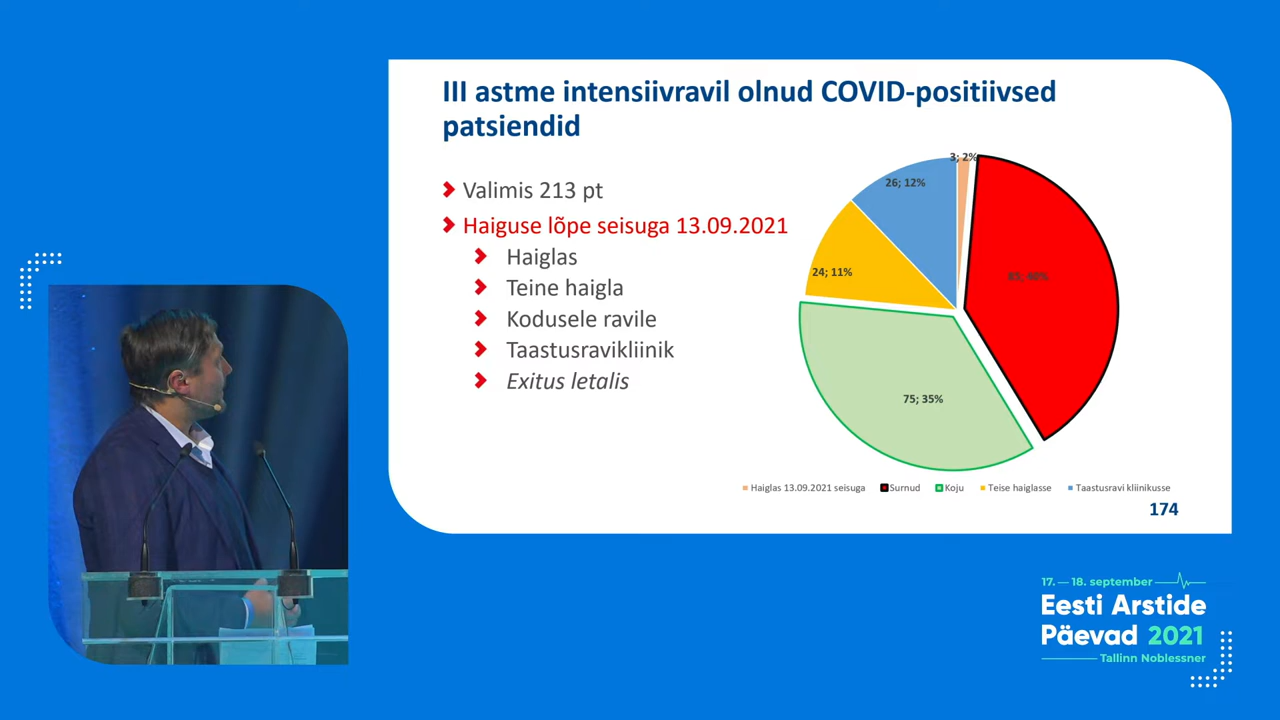 III astme intensiivravil olnud COVID-positiivsed
patsiendid
Valimis 213 pt
Haiguse lõpe seisuga 13.09.2021
Haiglas
Teine haigla
Kodusele ravile
Taastusravikliinik
Exitus letalis
3; 2%
26; 12%
24; 11%
85; 40%
75; 35%
Haiglas 13.09.2021 seisuga
Surnud
Koju
Teise haiglasse
Taastusravi kliinikusse
174
17. — 18. september
Eesti Arstide
Päevad 2021
Tallinn Noblessner